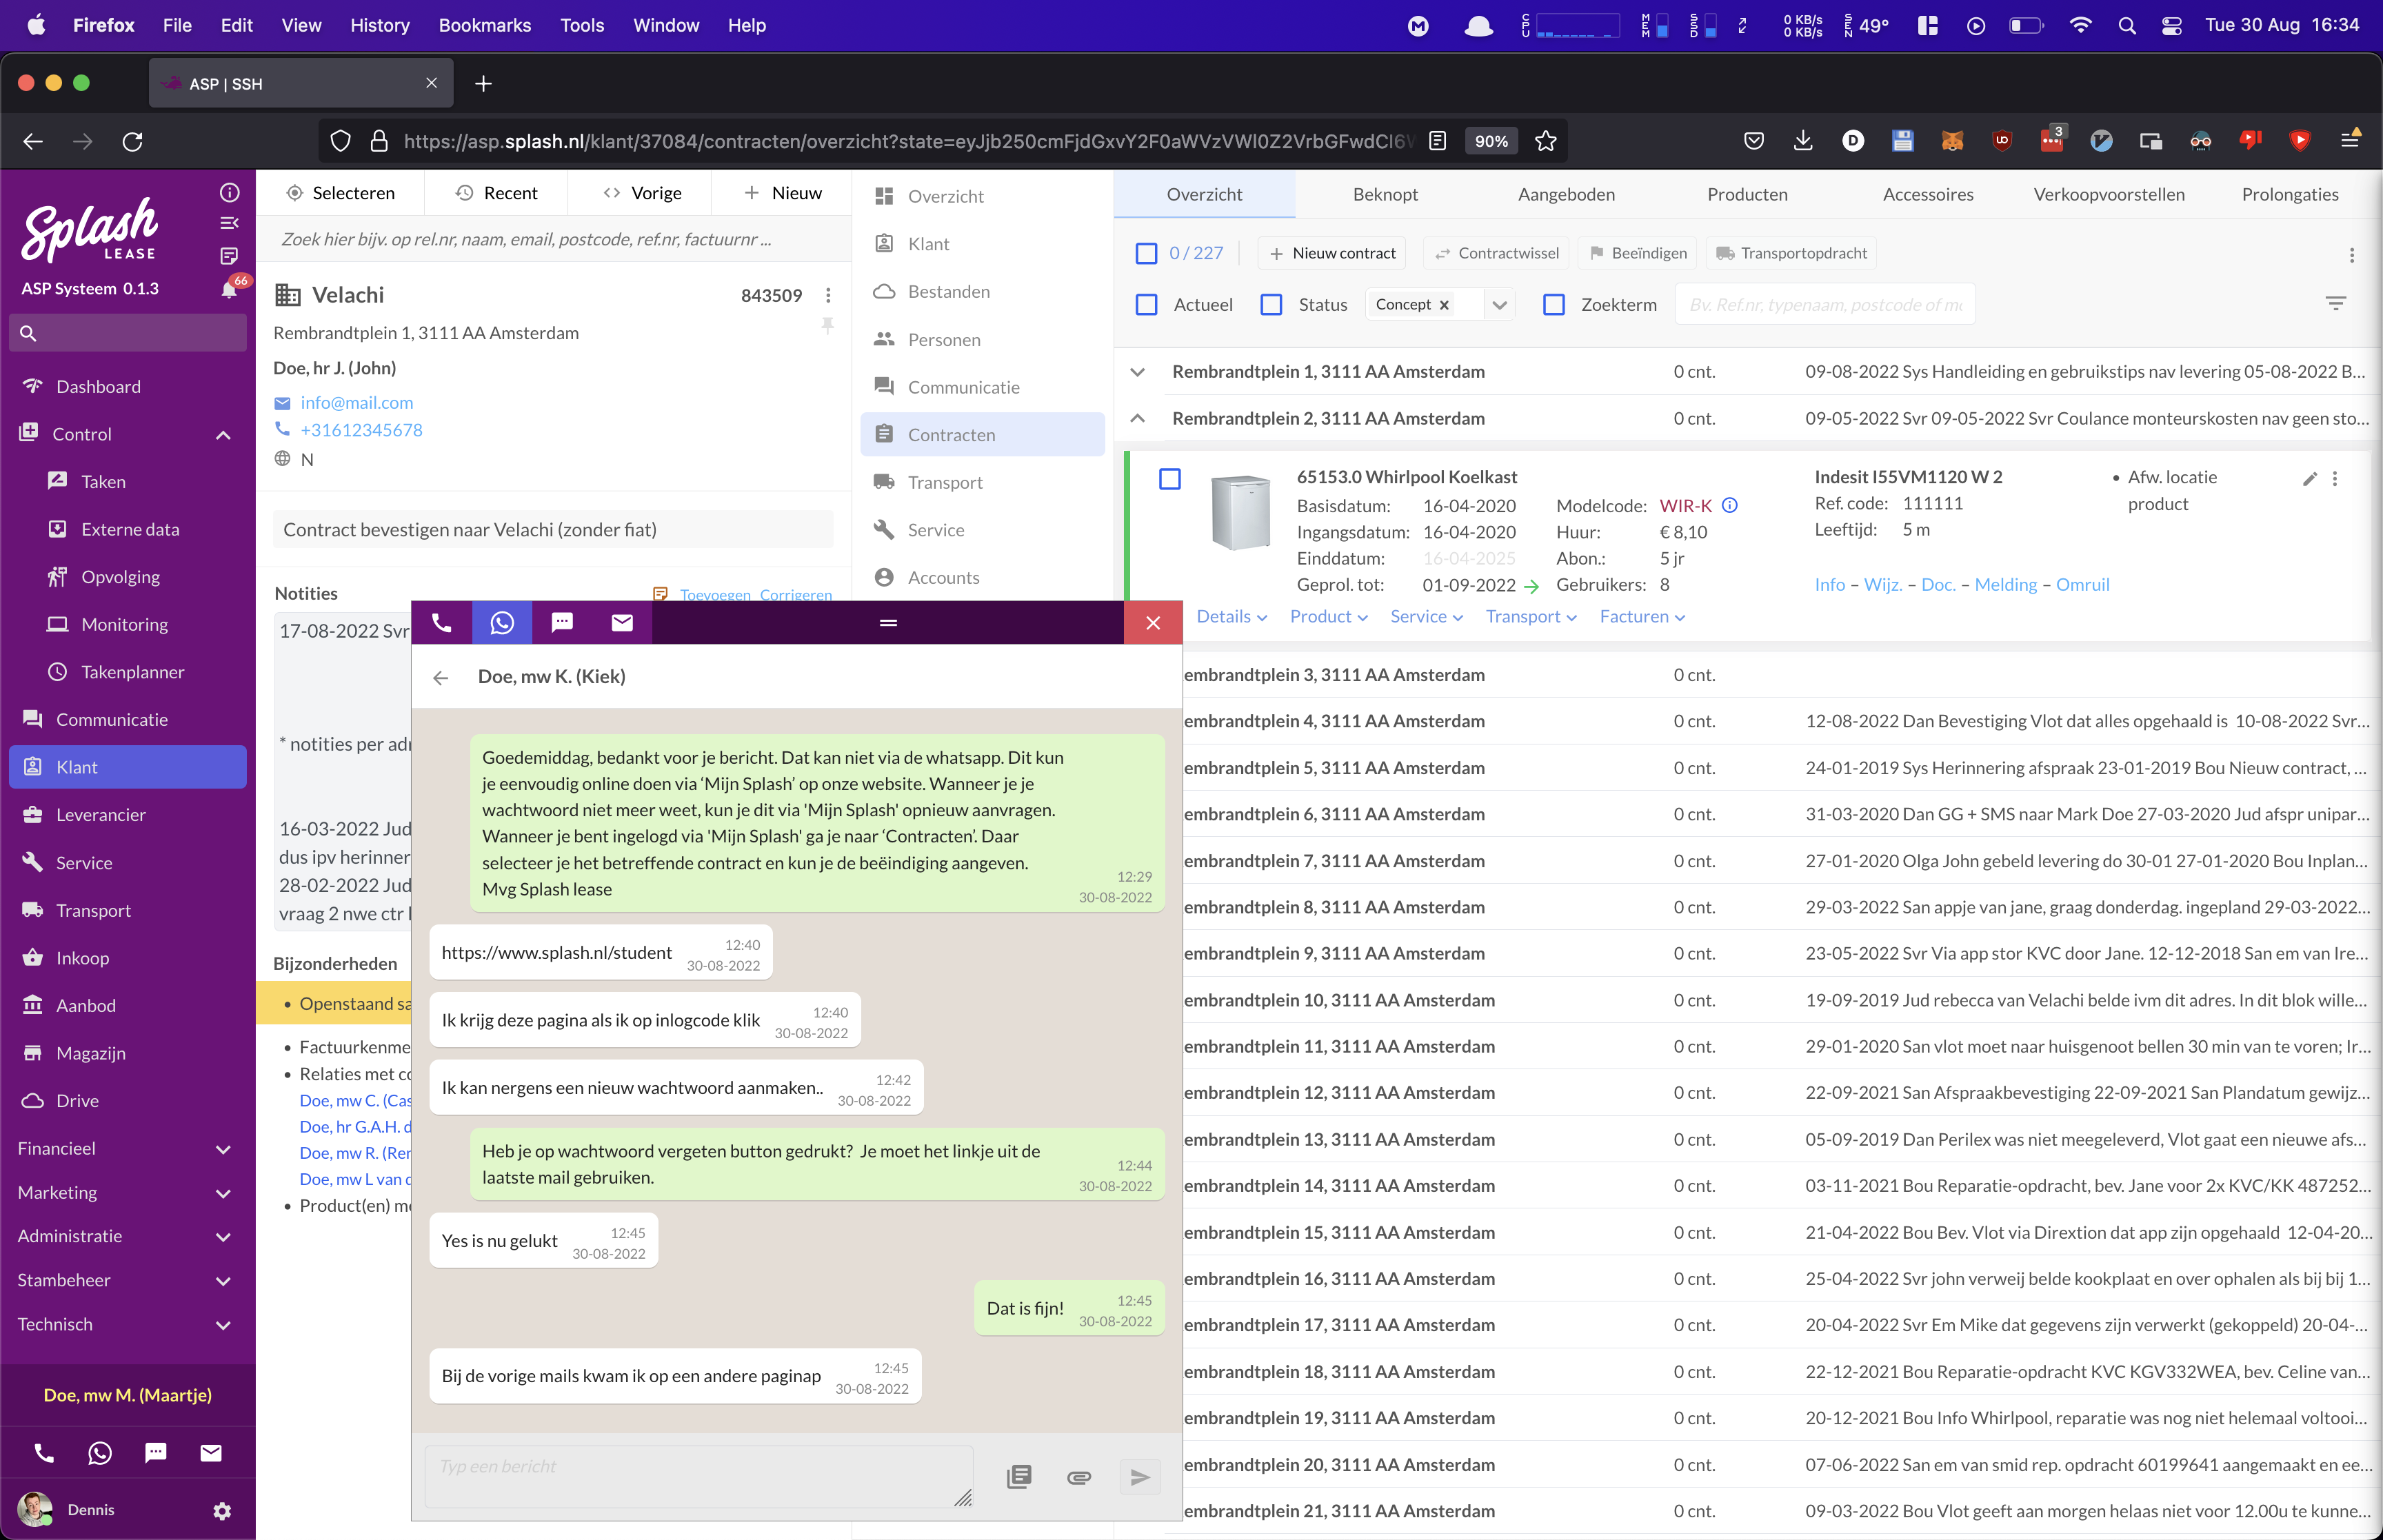 Firefox File Edit View History Bookmarks Tools Window Help
CPU MEM SSD 0 KB/s 0 KB/s SEN 49° Tue 30 Aug 16:34
ASP | SSH
https://asp.splash.nl/klant/37084/contracten/overzicht?state=eyJjb250cmFjdGxvY2F0aWVzVWl0Z2VrbGFwdCI6 90% 3
Splash
LEASE
ASP Systeem 0.1.3 66
Dashboard
Control
Taken
Externe data
Opvolging
Monitoring
Takenplanner
Communicatie
Klant
Leverancier
Service
Transport
Inkoop
Aanbod
Magazijn
Drive
Financieel
Marketing
Administratie
Stambeheer
Technisch
Doe, mw M. (Maartje)
Dennis
Selecteren Recent Vorige Nieuw
Zoek hier bijv. op rel.nr, naam, email, postcode, ref.nr, factuurnr ...
Velachi 843509
Rembrandtplein 1, 3111 AA Amsterdam
Doe, hr J. (John)
info@mail.com
+31612345678
N
Contract bevestigen naar Velachi (zonder fiat)
Notities Toevoegen Corrigeren
17-08-2022 Svr
* notities per adr
16-03-2022 Jud
dus ipv herinner
28-02-2022 Jud
vraag 2 nwe ctr
Bijzonderheden
• Openstaand sa
• Factuurkenme
• Relaties met co
Doe, mw C. (Cas
Doe, hr G.A.H. d
Doe, mw R. (Rer
Doe, mw L van d
• Product(en) me
Overzicht
Klant
Bestanden
Personen
Communicatie
Contracten
Transport
Service
Accounts
Doe, mw K. (Kiek)
Goedemiddag, bedankt voor je bericht. Dat kan niet via de whatsapp. Dit kun
je eenvoudig online doen via ‘Mijn Splash’ op onze website. Wanneer je je
wachtwoord niet meer weet, kun je dit via 'Mijn Splash' opnieuw aanvragen.
Wanneer je bent ingelogd via 'Mijn Splash' ga je naar ‘Contracten’. Daar
selecteer je het betreffende contract en kun je de beëindiging aangeven.
Mvg Splash lease
12:29
30-08-2022
https://www.splash.nl/student
12:40
30-08-2022
Ik krijg deze pagina als ik op inlogcode klik
12:40
30-08-2022
Ik kan nergens een nieuw wachtwoord aanmaken..
12:42
30-08-2022
Heb je op wachtwoord vergeten button gedrukt? Je moet het linkje uit de
laatste mail gebruiken.
12:44
30-08-2022
Yes is nu gelukt
12:45
30-08-2022
Dat is fijn!
12:45
30-08-2022
Bij de vorige mails kwam ik op een andere paginap
12:45
30-08-2022
Typ een bericht
Overzicht Beknopt Aangeboden Producten Accessoires Verkoopvoorstellen Prolongaties
0 / 227 Nieuw contract Contractwissel Beeïndigen Transportopdracht
Actueel Status Concept x Zoekterm Bv. Ref.nr, typenaam, postcode of mo
Rembrandtplein 1, 3111 AA Amsterdam 0 cnt. 09-08-2022 Sys Handleiding en gebruikstips nav levering 05-08-2022 B...
Rembrandtplein 2, 3111 AA Amsterdam 0 cnt. 09-05-2022 Svr 09-05-2022 Svr Coulance monteurskosten nav geen sto...
65153.0 Whirlpool Koelkast Indesit I55VM1120 W 2 • Afw. locatie product
Basisdatum: 16-04-2020 Modelcode: WIR-K Ref. code: 111111
Ingangsdatum: 16-04-2020 Huur: € 8,10 Leeftijd: 5 m
Einddatum: 16-04-2025 Abon.: 5 jr
Geprol. tot: 01-09-2022 Gebruikers: 8 Info – Wijz. – Doc. – Melding – Omruil
Details Product Service Transport Facturen
embrandtplein 3, 3111 AA Amsterdam 0 cnt.
embrandtplein 4, 3111 AA Amsterdam 0 cnt. 12-08-2022 Dan Bevestiging Vlot dat alles opgehaald is 10-08-2022 Svr...
embrandtplein 5, 3111 AA Amsterdam 0 cnt. 24-01-2019 Sys Herinnering afspraak 23-01-2019 Bou Nieuw contract, ...
embrandtplein 6, 3111 AA Amsterdam 0 cnt. 31-03-2020 Dan GG + SMS naar Mark Doe 27-03-2020 Jud afspr unipar...
embrandtplein 7, 3111 AA Amsterdam 0 cnt. 27-01-2020 Olga John gebeld levering do 30-01 27-01-2020 Bou Inplan...
embrandtplein 8, 3111 AA Amsterdam 0 cnt. 29-03-2022 San appje van jane, graag donderdag. ingepland 29-03-2022...
embrandtplein 9, 3111 AA Amsterdam 0 cnt. 23-05-2022 Svr Via app stor KVC door Jane. 12-12-2018 San em van Ire...
embrandtplein 10, 3111 AA Amsterdam 0 cnt. 19-09-2019 Jud rebecca van Velachi belde ivm dit adres. In dit blok wille...
embrandtplein 11, 3111 AA Amsterdam 0 cnt. 29-01-2020 San vlot moet naar huisgenoot bellen 30 min van te voren; Ir...
embrandtplein 12, 3111 AA Amsterdam 0 cnt. 22-09-2021 San Afspraakbevestiging 22-09-2021 San Plandatum gewijz...
embrandtplein 13, 3111 AA Amsterdam 0 cnt. 05-09-2019 Dan Perilex was niet meegeleverd, Vlot gaat een nieuwe afs...
embrandtplein 14, 3111 AA Amsterdam 0 cnt. 03-11-2021 Bou Reparatie-opdracht, bev. Jane voor 2x KVC/KK 487252...
embrandtplein 15, 3111 AA Amsterdam 0 cnt. 21-04-2022 Bou Bev. Vlot via Dirextion dat app zijn opgehaald 12-04-20...
embrandtplein 16, 3111 AA Amsterdam 0 cnt. 25-04-2022 Svr john verweij belde kookplaat en over ophalen als bij bij 1...
embrandtplein 17, 3111 AA Amsterdam 0 cnt. 20-04-2022 Svr Em Mike dat gegevens zijn verwerkt (gekoppeld) 20-04-...
embrandtplein 18, 3111 AA Amsterdam 0 cnt. 22-12-2021 Bou Reparatie-opdracht KVC KGV332WEA, bev. Celine van...
embrandtplein 19, 3111 AA Amsterdam 0 cnt. 20-12-2021 Bou Info Whirlpool, reparatie was nog niet helemaal voltooi...
embrandtplein 20, 3111 AA Amsterdam 0 cnt. 07-06-2022 San em van smid rep. opdracht 60199641 aangemaakt en ee...
embrandtplein 21, 3111 AA Amsterdam 0 cnt. 09-03-2022 Bou Vlot geeft aan morgen helaas niet voor 12.00u te kunne...